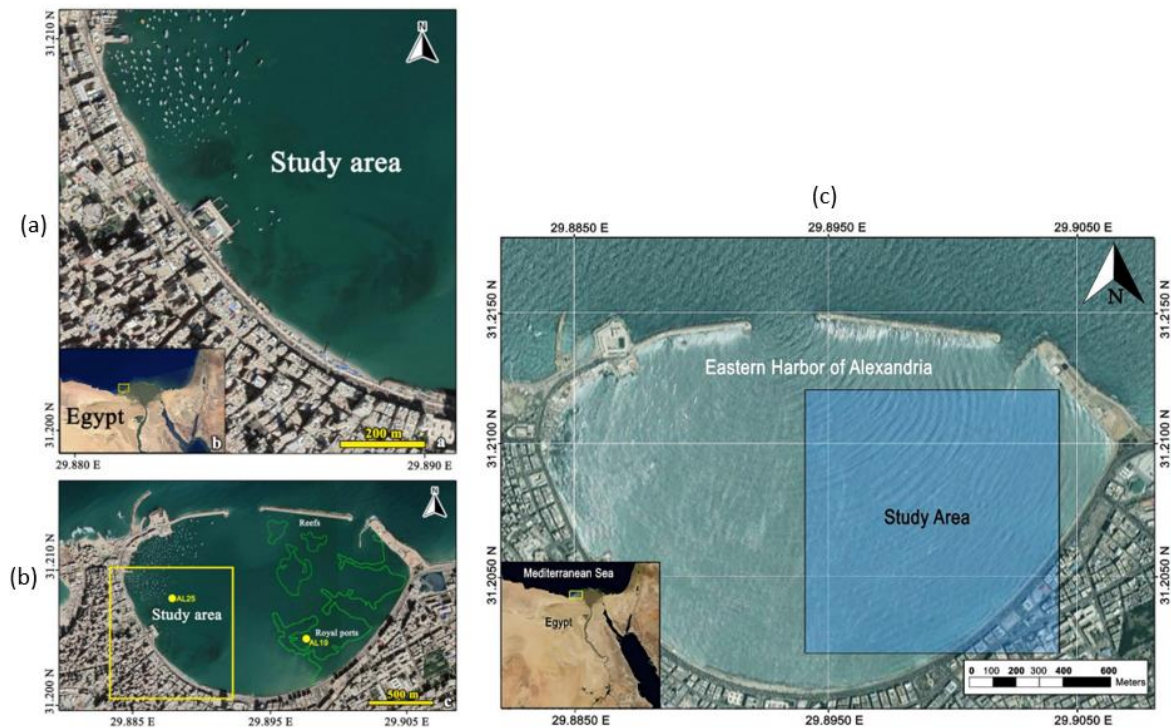 (a)
31.210 N
31.200 N
N
Study area
Egypt
b
200 m
a
29.880 E
29.890 E
(b)
31.210 N
31.200 N
N
Reefs
AL25
Study area
Royal ports
AL19
500 m
c
29.885 E
29.895 E
29.905 E
(c)
29.8850 E
29.8950 E
29.9050 E
31.2150 N
31.2100 N
31.2050 N
31.2150 N
31.2100 N
31.2050 N
N
Eastern Harbor of Alexandria
Study Area
Mediterranean Sea
Egypt
0 100 200 400 600
Meters
29.8850 E
29.8950 E
29.9050 E